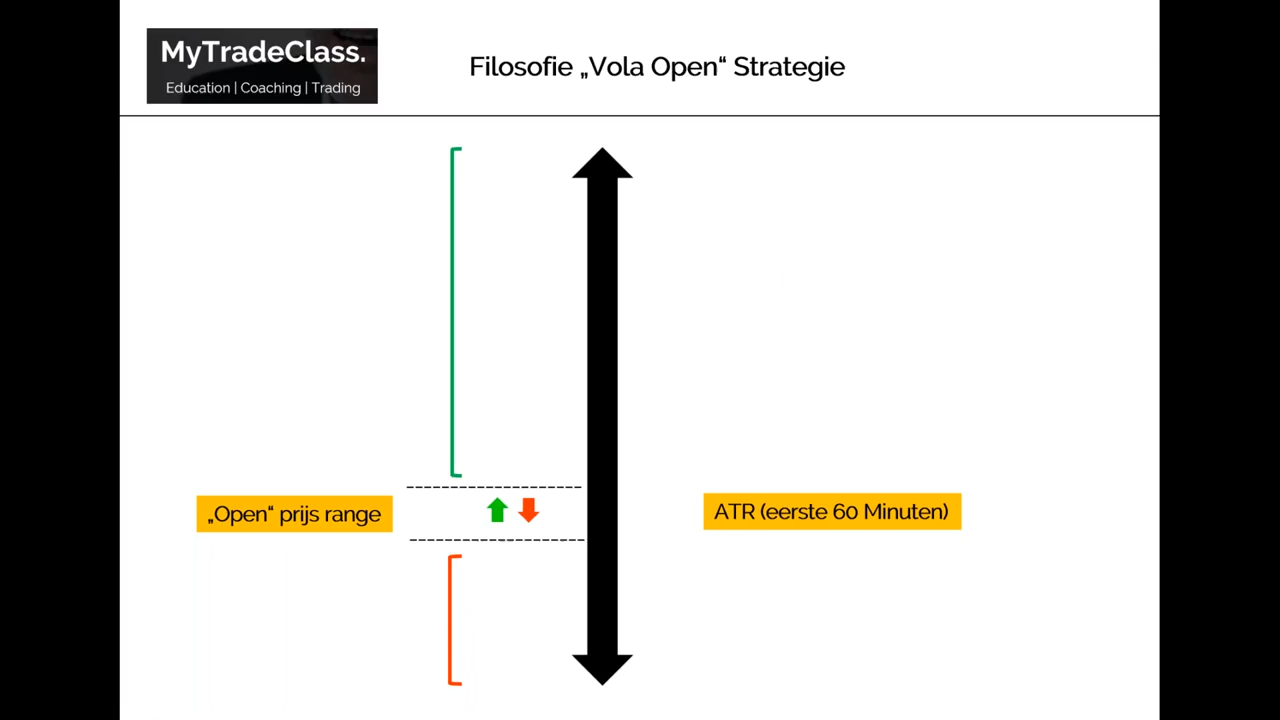 MyTradeClass.
Education | Coaching | Trading
Filosofie „Vola Open“ Strategie
„Open“ prijs range
ATR (eerste 60 Minuten)